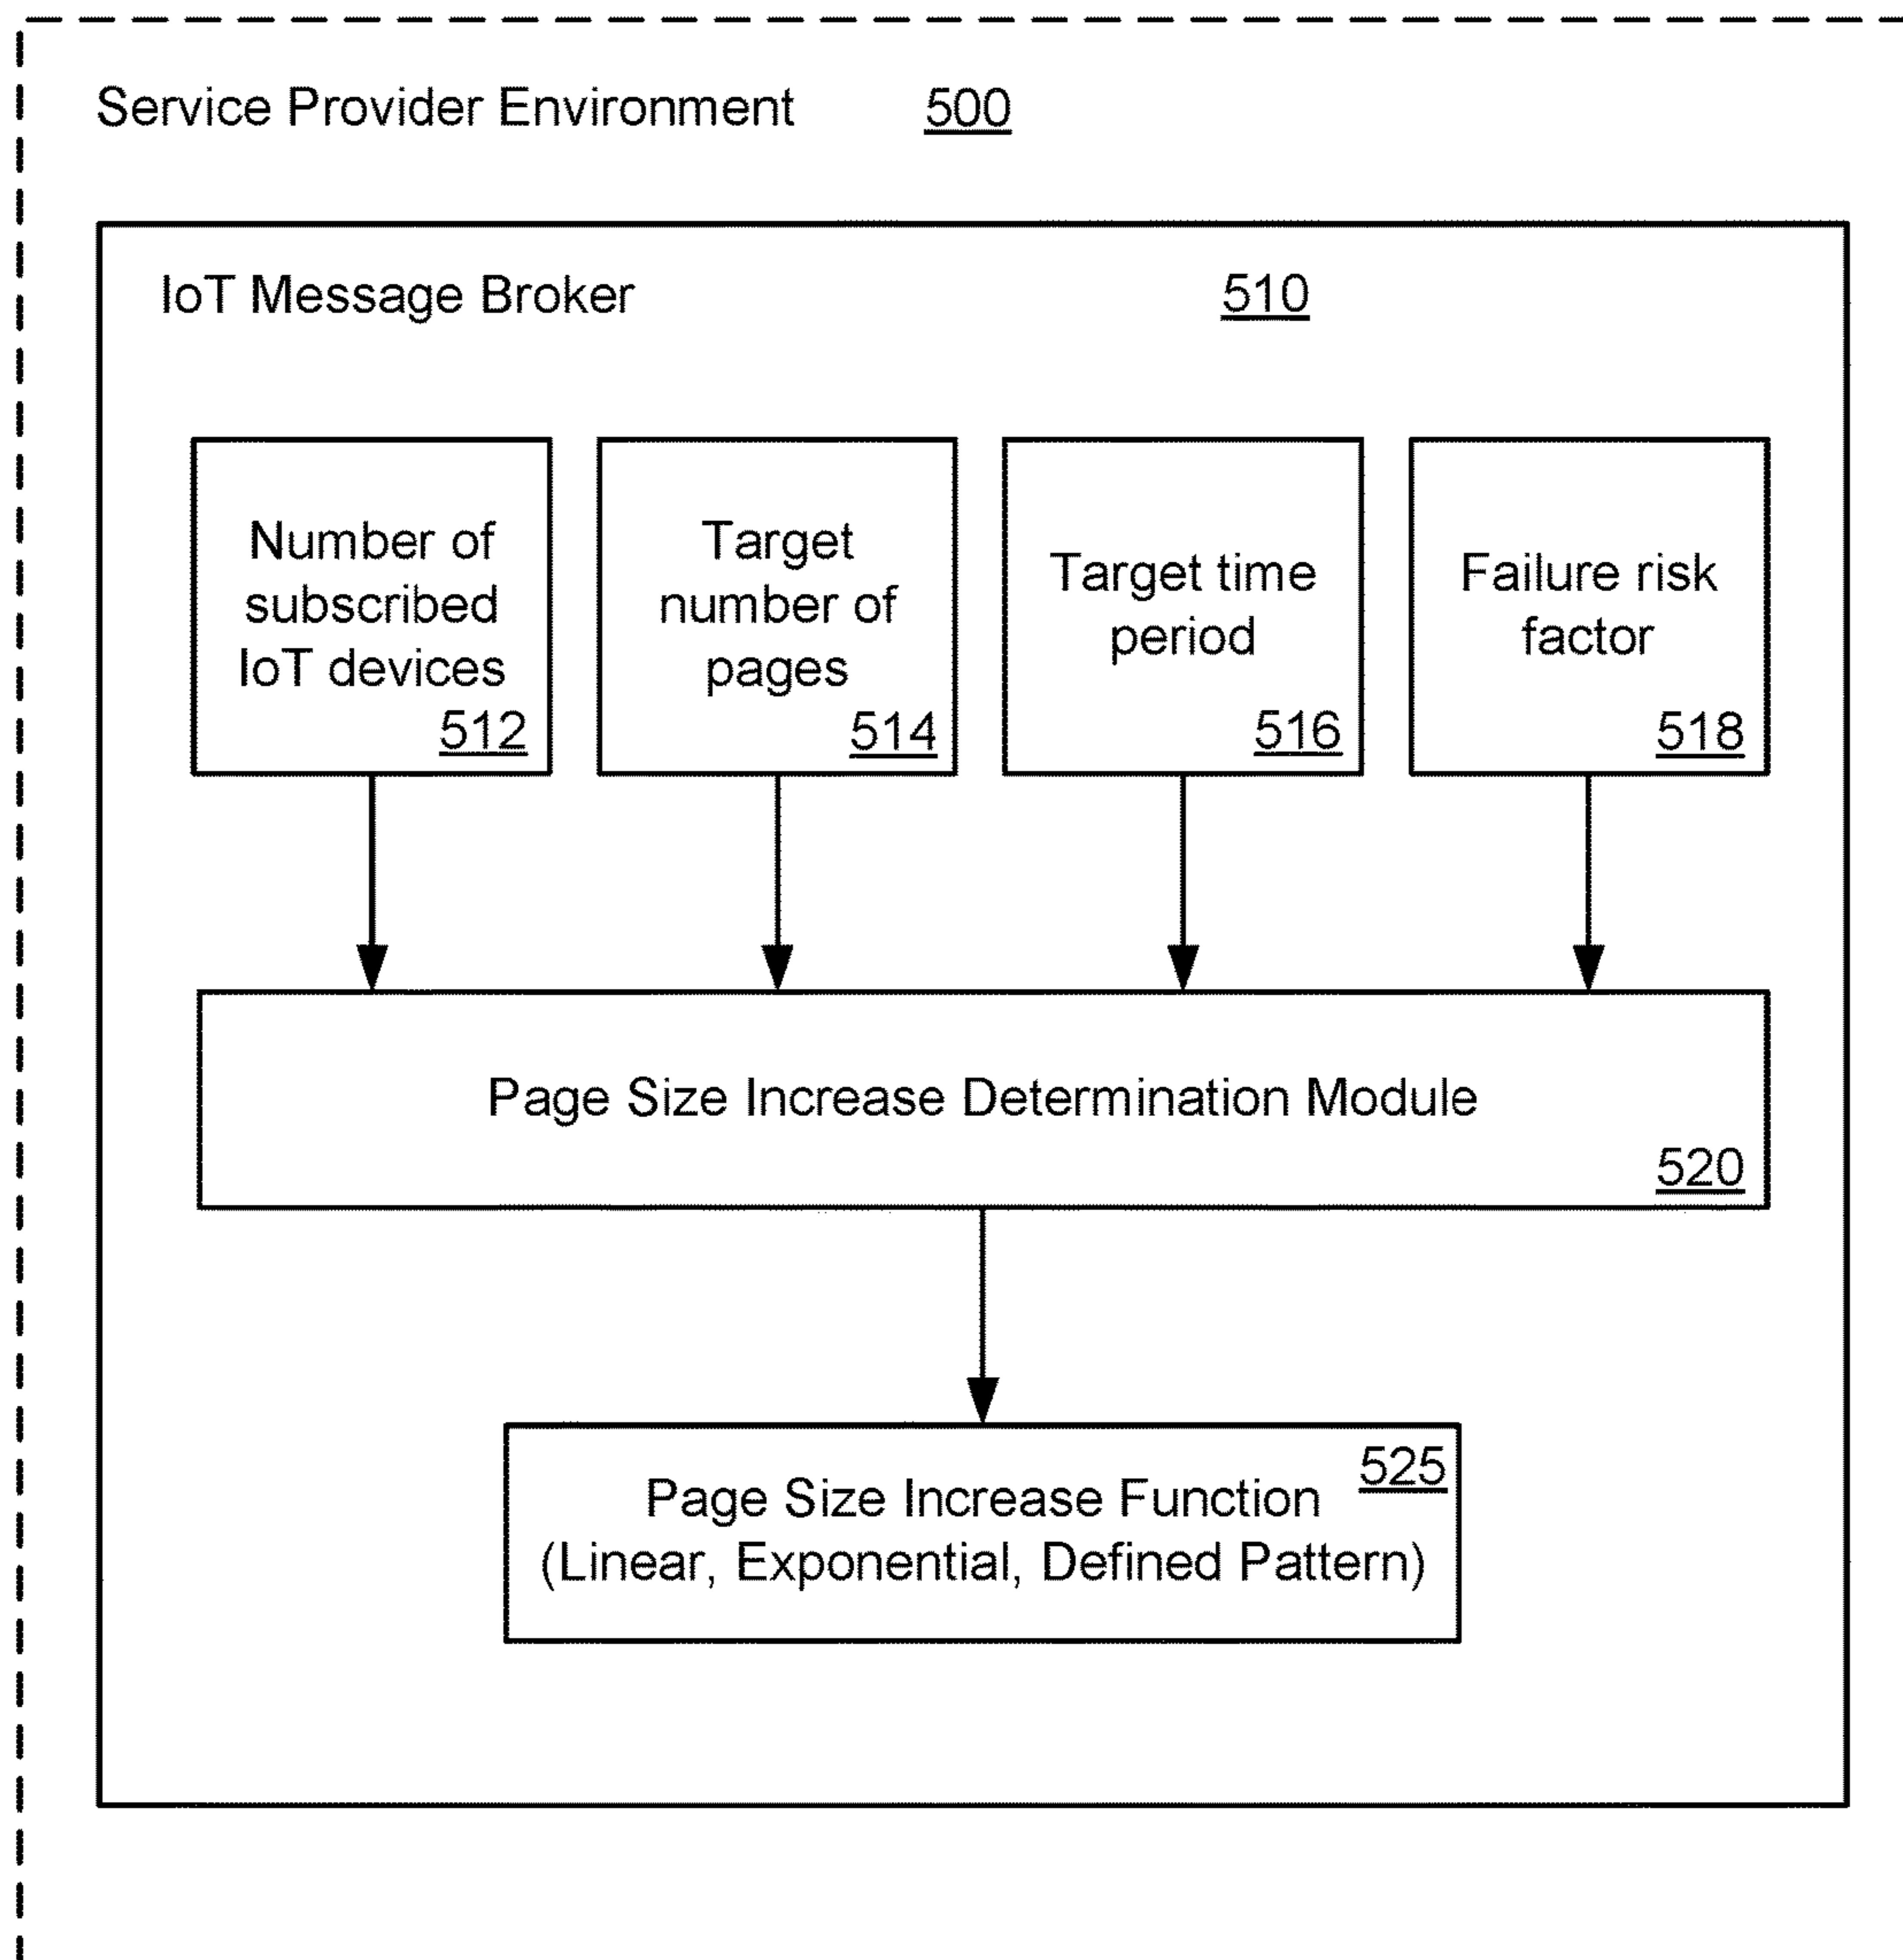 Service Provider Environment 500
IoT Message Broker 510
Number of
subscribed
IoT devices
512
Target
number of
pages
514
Target time
period
516
Failure risk
factor
518
Page Size Increase Determination Module
520
525
Page Size Increase Function
(Linear, Exponential, Defined Pattern)